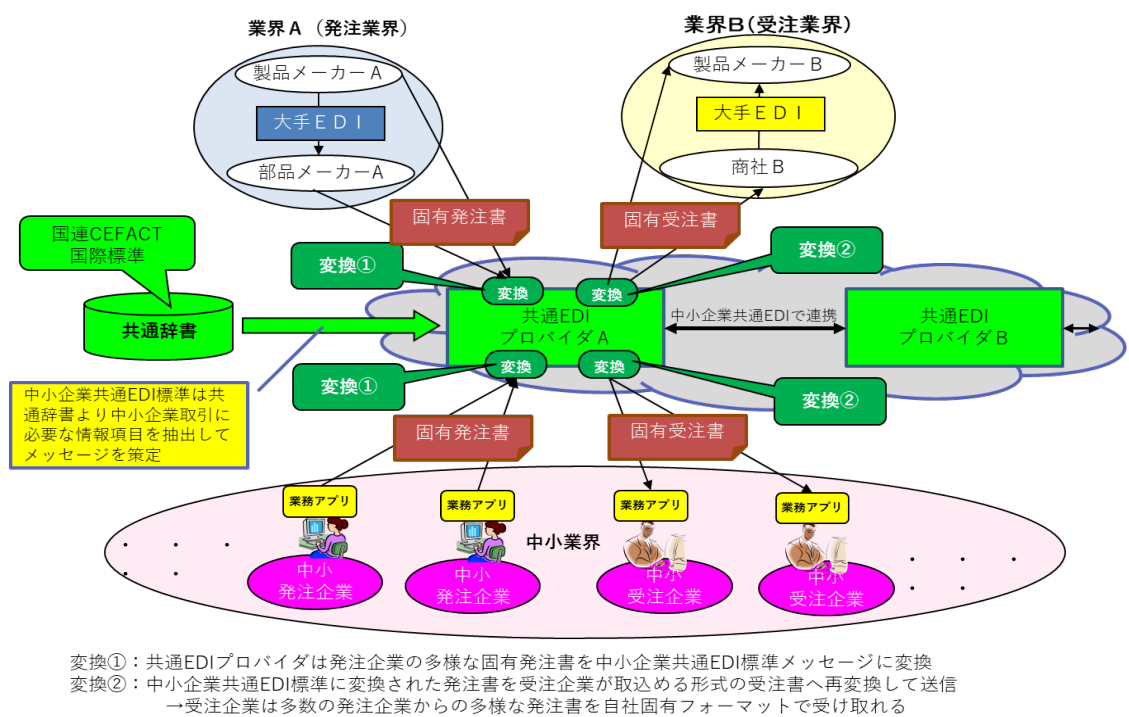 業界Ａ（発注業界）
製品メーカーＡ
大手ＥＤＩ
部品メーカーA
業界Ｂ(受注業界)
製品メーカーＢ
大手ＥＤＩ
商社Ｂ
固有発注書
固有受注書
国連CEFACT
国際標準
共通辞書
変換①
変換②
変換
変換
共通EDI
プロバイダＡ
中小企業共通EDIで連携
共通EDI
プロバイダＢ
変換
変換
変換①
変換②
中小企業共通EDI標準は共
通辞書より中小企業取引に
必要な情報項目を抽出して
メッセージを策定
固有発注書
固有受注書
業務アプリ
業務アプリ
業務アプリ
業務アプリ
中小業界
中小
発注企業
中小
発注企業
中小
受注企業
中小
受注企業
変換①：共通EDIプロバイダは発注企業の多様な固有発注書を中小企業共通EDI標準メッセージに変換
変換②：中小企業共通EDI標準に変換された発注書を受注企業が取込める形式の受注書へ再変換して送信
→受注企業は多数の発注企業からの多様な発注書を自社固有フォーマットで受け取れる